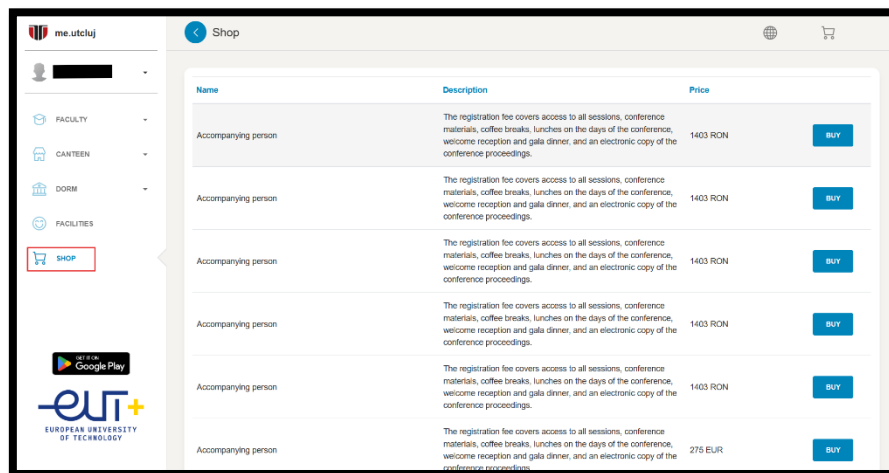 me.utcluj
Shop
FACULTY
CANTEEN
DORM
FACILITIES
SHOP
GET IT ON
Google Play
eut+
EUROPEAN UNIVERSITY
OF TECHNOLOGY
Name Description Price
Accompanying person
The registration fee covers access to all sessions, conference
materials, coffee breaks, lunches on the days of the conference,
welcome reception and gala dinner, and an electronic copy of the
conference proceedings.
1403 RON
BUY
Accompanying person
The registration fee covers access to all sessions, conference
materials, coffee breaks, lunches on the days of the conference,
welcome reception and gala dinner, and an electronic copy of the
conference proceedings.
1403 RON
BUY
Accompanying person
The registration fee covers access to all sessions, conference
materials, coffee breaks, lunches on the days of the conference,
welcome reception and gala dinner, and an electronic copy of the
conference proceedings.
1403 RON
BUY
Accompanying person
The registration fee covers access to all sessions, conference
materials, coffee breaks, lunches on the days of the conference,
welcome reception and gala dinner, and an electronic copy of the
conference proceedings.
1403 RON
BUY
Accompanying person
The registration fee covers access to all sessions, conference
materials, coffee breaks, lunches on the days of the conference,
welcome reception and gala dinner, and an electronic copy of the
conference proceedings.
1403 RON
BUY
Accompanying person
The registration fee covers access to all sessions, conference
materials, coffee breaks, lunches on the days of the conference,
welcome reception and gala dinner, and an electronic copy of the
conference proceedings.
275 EUR
BUY